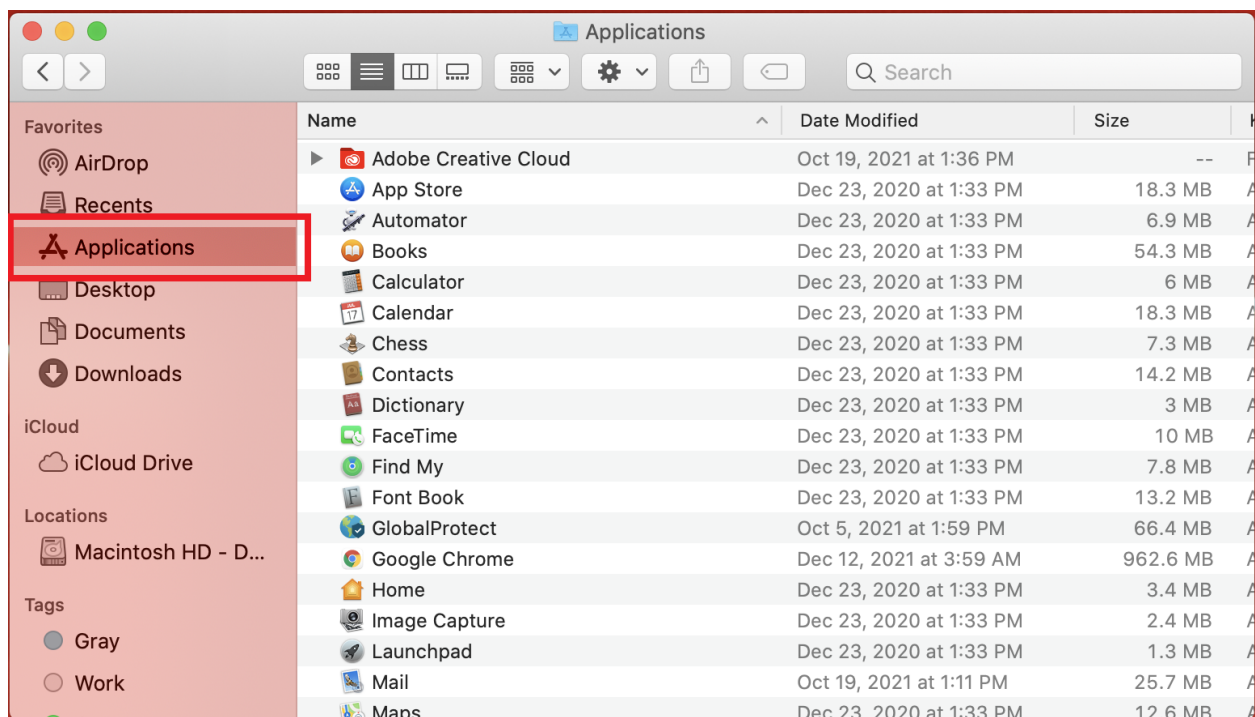 Applications
Search
Favorites
AirDrop
Recents
Applications
Desktop
Documents
Downloads
iCloud
iCloud Drive
Locations
Macintosh HD - D...
Tags
Gray
Work
Name Date Modified Size
Adobe Creative Cloud Oct 19, 2021 at 1:36 PM --
App Store Dec 23, 2020 at 1:33 PM 18.3 MB
Automator Dec 23, 2020 at 1:33 PM 6.9 MB
Books Dec 23, 2020 at 1:33 PM 54.3 MB
Calculator Dec 23, 2020 at 1:33 PM 6 MB
Calendar Dec 23, 2020 at 1:33 PM 18.3 MB
Chess Dec 23, 2020 at 1:33 PM 7.3 MB
Contacts Dec 23, 2020 at 1:33 PM 14.2 MB
Dictionary Dec 23, 2020 at 1:33 PM 3 MB
FaceTime Dec 23, 2020 at 1:33 PM 10 MB
Find My Dec 23, 2020 at 1:33 PM 7.8 MB
Font Book Dec 23, 2020 at 1:33 PM 13.2 MB
GlobalProtect Oct 5, 2021 at 1:59 PM 66.4 MB
Google Chrome Dec 12, 2021 at 3:59 AM 962.6 MB
Home Dec 23, 2020 at 1:33 PM 3.4 MB
Image Capture Dec 23, 2020 at 1:33 PM 2.4 MB
Launchpad Dec 23, 2020 at 1:33 PM 1.3 MB
Mail Oct 19, 2021 at 1:11 PM 25.7 MB
Maps Dec 23, 2020 at 1:33 PM 12.6 MB